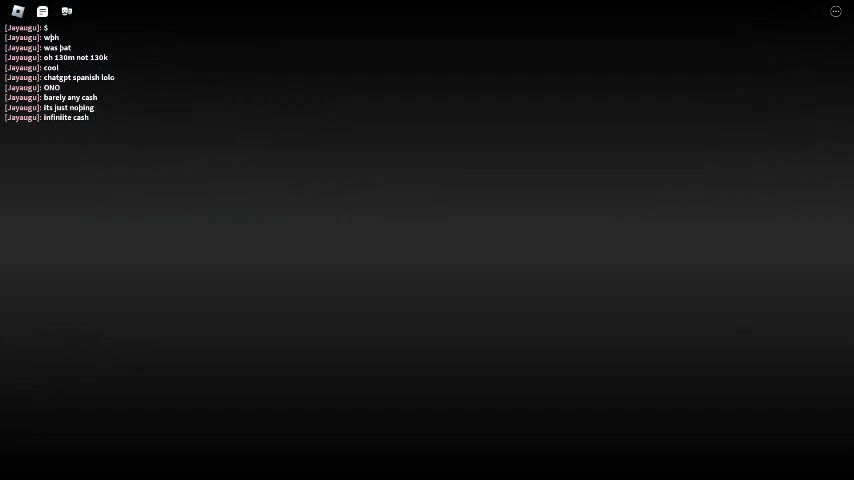 [Jayaugu]: $
[Jayaugu]: wþh
[Jayaugu]: was þat
[Jayaugu]: oh 130m not 130k
[Jayaugu]: cool
[Jayaugu]: chatgpt spanish lolo
[Jayaugu]: ONO
[Jayaugu]: barely any cash
[Jayaugu]: its just noþing
[Jayaugu]: infiniite cash